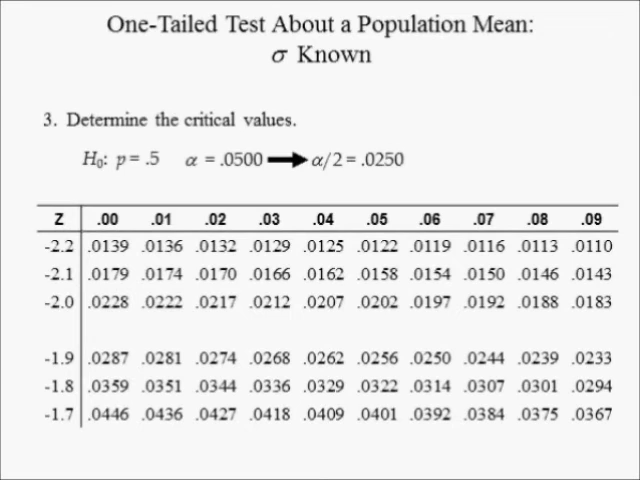 One-Tailed Test About a Population Mean:
σ Known
3. Determine the critical values.
H₀: p = .5 α = .0500 → α/2 = .0250
Z .00 .01 .02 .03 .04 .05 .06 .07 .08 .09
-2.2 .0139 .0136 .0132 .0129 .0125 .0122 .0119 .0116 .0113 .0110
-2.1 .0179 .0174 .0170 .0166 .0162 .0158 .0154 .0150 .0146 .0143
-2.0 .0228 .0222 .0217 .0212 .0207 .0202 .0197 .0192 .0188 .0183
-1.9 .0287 .0281 .0274 .0268 .0262 .0256 .0250 .0244 .0239 .0233
-1.8 .0359 .0351 .0344 .0336 .0329 .0322 .0314 .0307 .0301 .0294
-1.7 .0446 .0436 .0427 .0418 .0409 .0401 .0392 .0384 .0375 .0367